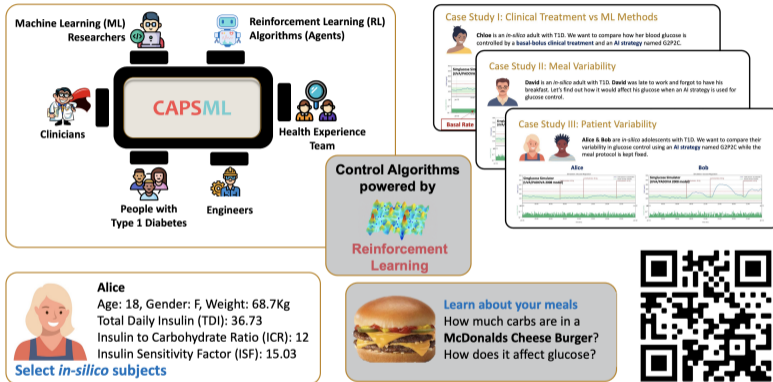 Machine Learning (ML)
Researchers
Reinforcement Learning (RL)
Algorithms (Agents)
Clinicians
CAPSML
Health Experience
Team
People with
Type 1 Diabetes
Engineers
Control Algorithms
powered by
Reinforcement
Learning
Case Study I: Clinical Treatment vs ML Methods
Chloe is an in-silico adult with T1D. We want to compare how her blood glucose is
controlled by a basal-bolus clinical treatment and an AI strategy named G2P2C.
Basal Rate
Case Study II: Meal Variability
David is an in-silico adult with T1D. David was late to work and forgot to have his
breakfast. Let's find out how it would affect his glucose when an AI strategy is used for
glucose control.
Case Study III: Patient Variability
Alice & Bob are in-silico adolescents with T1D. We want to compare their
variability in glucose control using an AI strategy named G2P2C while the
meal protocol is kept fixed.
Alice
Bob
Alice
Age: 18, Gender: F, Weight: 68.7Kg
Total Daily Insulin (TDI): 36.73
Insulin to Carbohydrate Ratio (ICR): 12
Insulin Sensitivity Factor (ISF): 15.03
Select in-silico subjects
Learn about your meals
How much carbs are in a
McDonalds Cheese Burger?
How does it affect glucose?